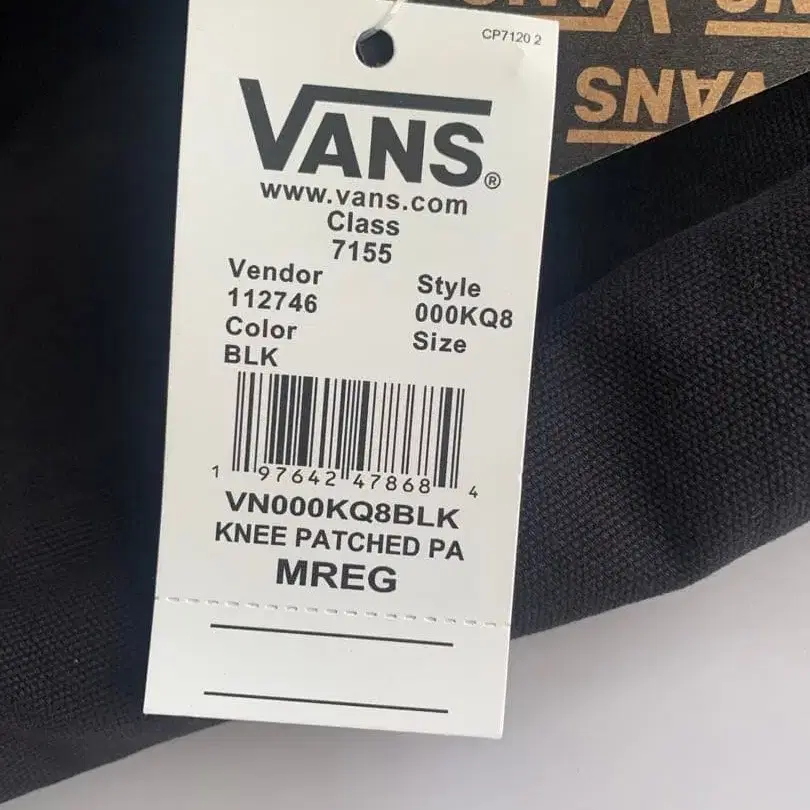 CP7120 2
VANS®
www.vans.com
Class
7155
Vendor
112746
Style
000KQ8
Color
BLK
Size
1 97642 47868 4
VN000KQ8BLK
KNEE PATCHED PA
MREG
VANS